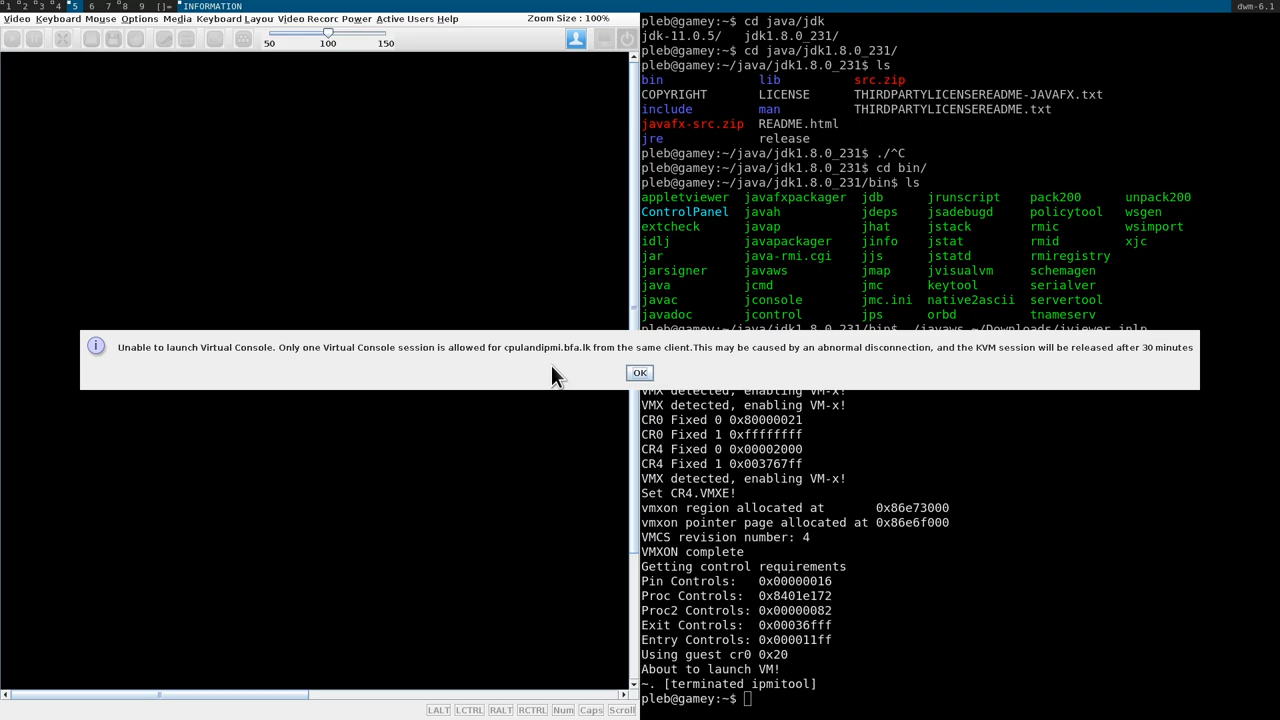 1 2 3 4 5 6 7 8 9 []= INFORMATION dwm-6.1
Video Keyboard Mouse Options Media Keyboard Layou Video Recorc Power Active Users Help Zoom Size : 100%
50 100 150
pleb@gamey:~$ cd java/jdk
jdk-11.0.5/ jdk1.8.0_231/
pleb@gamey:~$ cd java/jdk1.8.0_231/
pleb@gamey:~/java/jdk1.8.0_231$ ls
bin lib src.zip
COPYRIGHT LICENSE THIRDPARTYLICENSEREADME-JAVAFX.txt
include man THIRDPARTYLICENSEREADME.txt
javafx-src.zip README.html
jre release
pleb@gamey:~/java/jdk1.8.0_231$ ./^C
pleb@gamey:~/java/jdk1.8.0_231$ cd bin/
pleb@gamey:~/java/jdk1.8.0_231/bin$ ls
appletviewer javafxpackager jdb jrunscript pack200 unpack200
ControlPanel javah jdeps jsadebugd policytool wsgen
extcheck javap jhat jstack rmic wsimport
idlj javapackager jinfo jstat rmid xjc
jar java-rmi.cgi jjs jstatd rmiregistry
jarsigner javaws jmap jvisualvm schemagen
java jcmd jmc keytool serialver
javac jconsole jmc.ini native2ascii servertool
javadoc jcontrol jps orbd tnameserv
pleb@gamey:~/java/jdk1.8.0_231/bin$ ./javaws ~/Downloads/jviewer.jnlp
Unable to launch Virtual Console. Only one Virtual Console session is allowed for cpulandipmi.bfa.lk from the same client.This may be caused by an abnormal disconnection, and the KVM session will be released after 30 minutes
OK
VMX detected, enabling VM-x!
VMX detected, enabling VM-x!
CR0 Fixed 0 0x80000021
CR0 Fixed 1 0xffffffff
CR4 Fixed 0 0x00002000
CR4 Fixed 1 0x003767ff
VMX detected, enabling VM-x!
Set CR4.VMXE!
vmxon region allocated at 0x86e73000
vmxon pointer page allocated at 0x86e6f000
VMCS revision number: 4
VMXON complete
Getting control requirements
Pin Controls: 0x00000016
Proc Controls: 0x8401e172
Proc2 Controls: 0x00000082
Exit Controls: 0x00036fff
Entry Controls: 0x000011ff
Using guest cr0 0x20
About to launch VM!
~. [terminated ipmitool]
pleb@gamey:~$
LALT LCTRL RALT RCTRL Num Caps Scroll